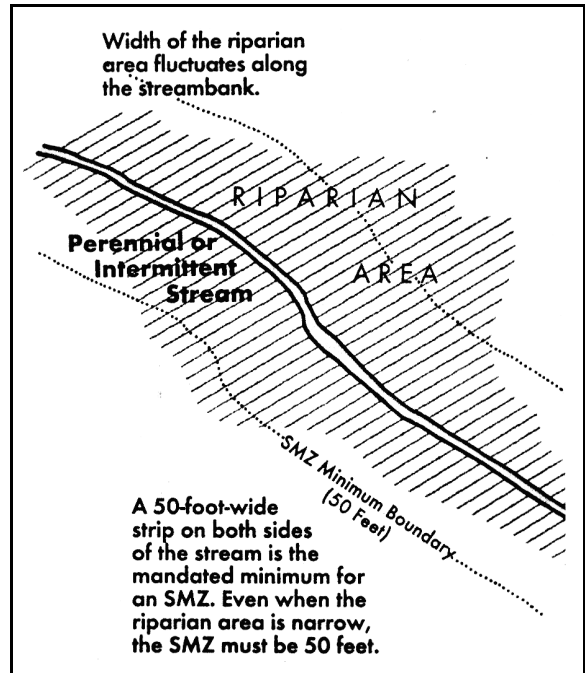 Width of the riparian
area fluctuates along
the streambank.
RIPARIAN
AREA
Perennial or
Intermittent
Stream
SMZ Minimum Boundary
(50 Feet)
A 50-foot-wide
strip on both sides
of the stream is the
mandated minimum for
an SMZ. Even when the
riparian area is narrow,
the SMZ must be 50 feet.